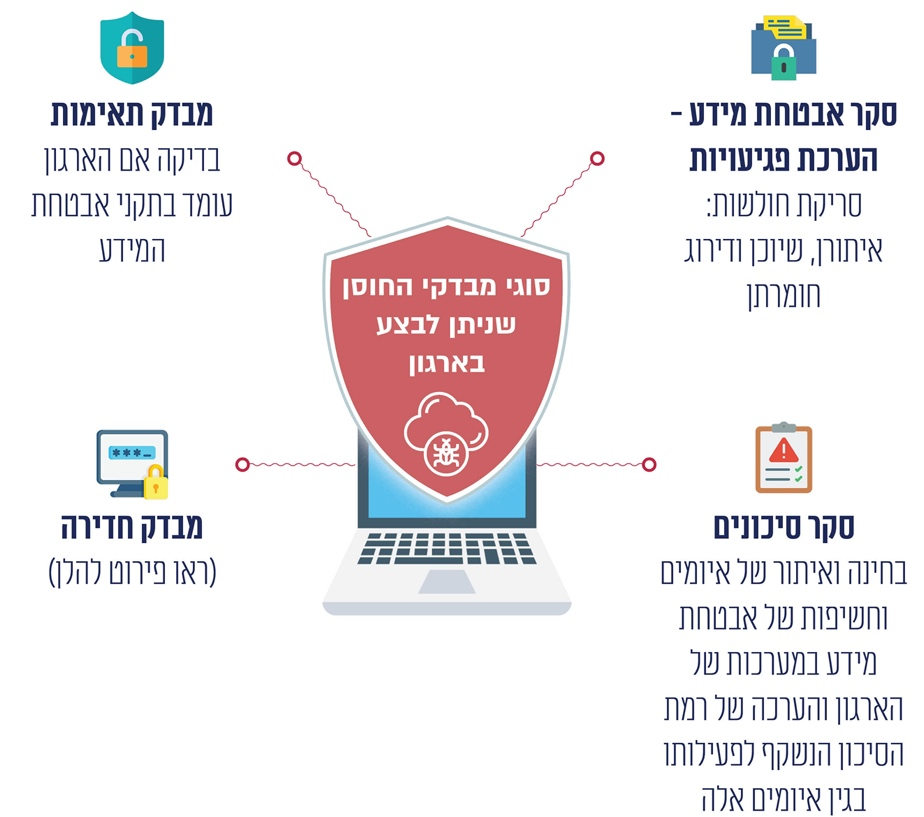 סוגי מבדקי החוסן
שניתן לבצע
בארגון
סקר אבטחת מידע -
הערכת פגיעויות
סריקת חולשות:
איתורן, שיוכן ודירוג
חומרתן
מבדק תאימות
בדיקה אם הארגון
עומד בתקני אבטחת
המידע
סקר סיכונים
בחינה ואיתור של איומים
וחשיפות של אבטחת
מידע במערכות של
הארגון והערכה של רמת
הסיכון הנשקף לפעילותו
בגין איומים אלה
מבדק חדירה
(ראו פירוט להלן)